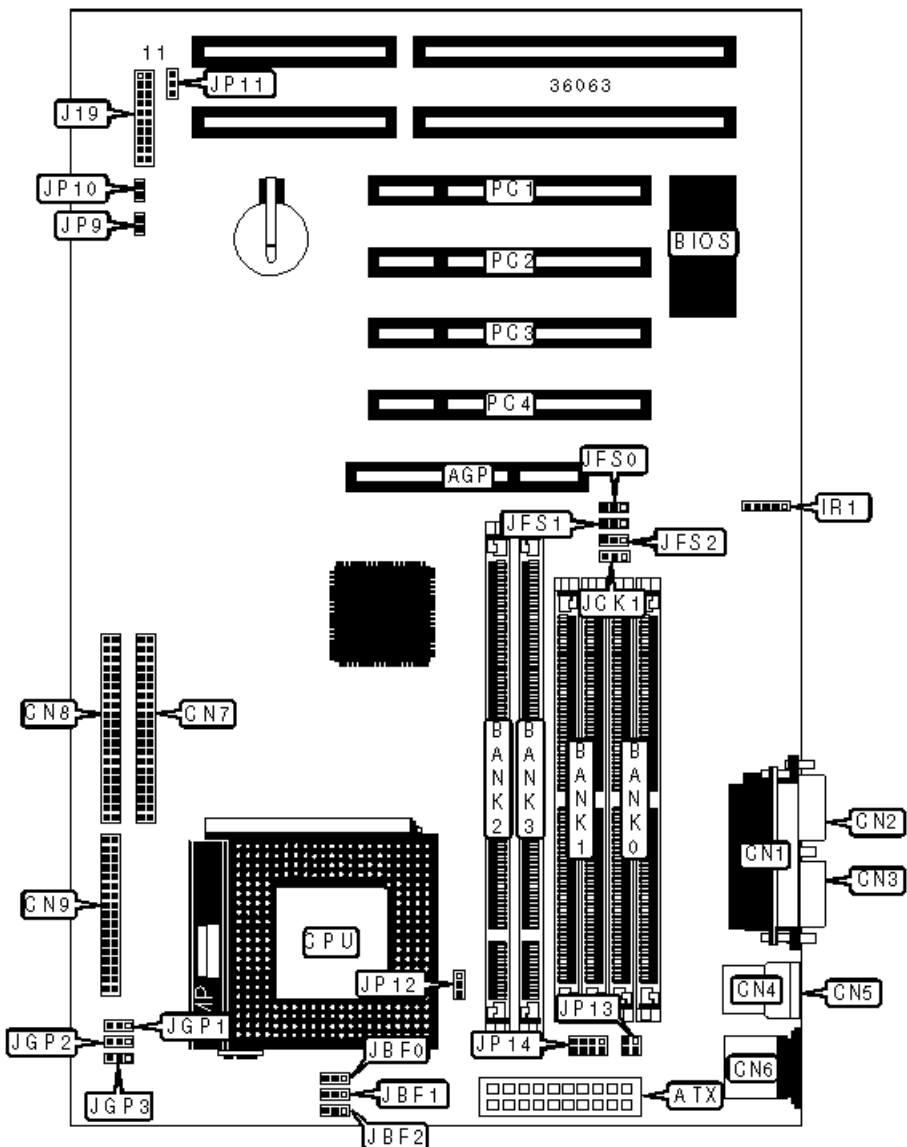 11
JP11
36063
J19
JP10
JP9
PC1
BIOS
PC2
PC3
PC4
JFS0
AGP
IR1
JFS1
JFS2
JCK1
CN8
CN7
BANK2
BANK3
BANK1
BANK0
CN2
CN1
CN3
CN9
CPU
JP12
CN4
CN5
JP13
JGP1
JGP2
JP14
CN6
JBF0
JGP3
JBF1
ATX
JBF2